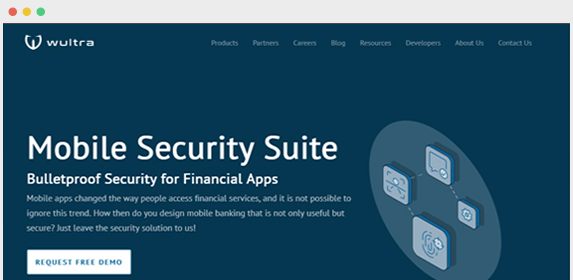 wultra
Products Partners Careers Blog Resources Developers About Us Contact Us
Mobile Security Suite
Bulletproof Security for Financial Apps
Mobile apps changed the way people access financial services, and it is not possible to
ignore this trend. How then do you design mobile banking that is not only useful but
secure? Just leave the security solution to us!
REQUEST FREE DEMO